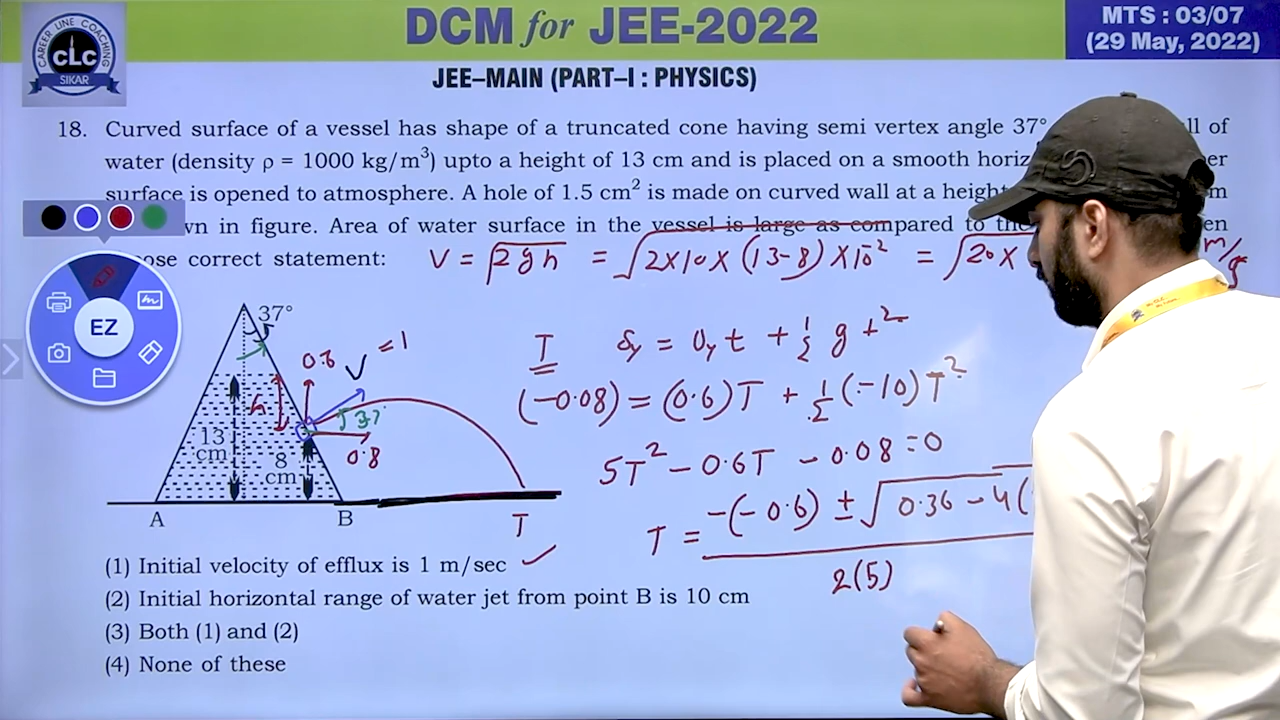 DCM for JEE-2022
MTS : 03/07
(29 May, 2022)
CAREER LINE COACHING
CLC
SIKAR
JEE–MAIN (PART–I : PHYSICS)
18. Curved surface of a vessel has shape of a truncated cone having semi vertex angle 37°
water (density ρ = 1000 kg/m³) upto a height of 13 cm and is placed on a smooth horiz
surface is opened to atmosphere. A hole of 1.5 cm² is made on curved wall at a height
wn in figure. Area of water surface in the vessel is large as compared to the
ose correct statement:
V = √2gh = √2×10×(13-8)×10⁻² = √20× m/s
EZ
37°
0.6
V = 1
h
37°
0.8
13
cm
8
cm
A
B
T
T
Sy = Uy t + 1/2 g t²
(-0.08) = (0.6)T + 1/2 (-10)T²
5T² - 0.6T - 0.08 = 0
T = -(-0.6) ± √0.36 - 4(
2(5)
(1) Initial velocity of efflux is 1 m/sec ✓
(2) Initial horizontal range of water jet from point B is 10 cm
(3) Both (1) and (2)
(4) None of these